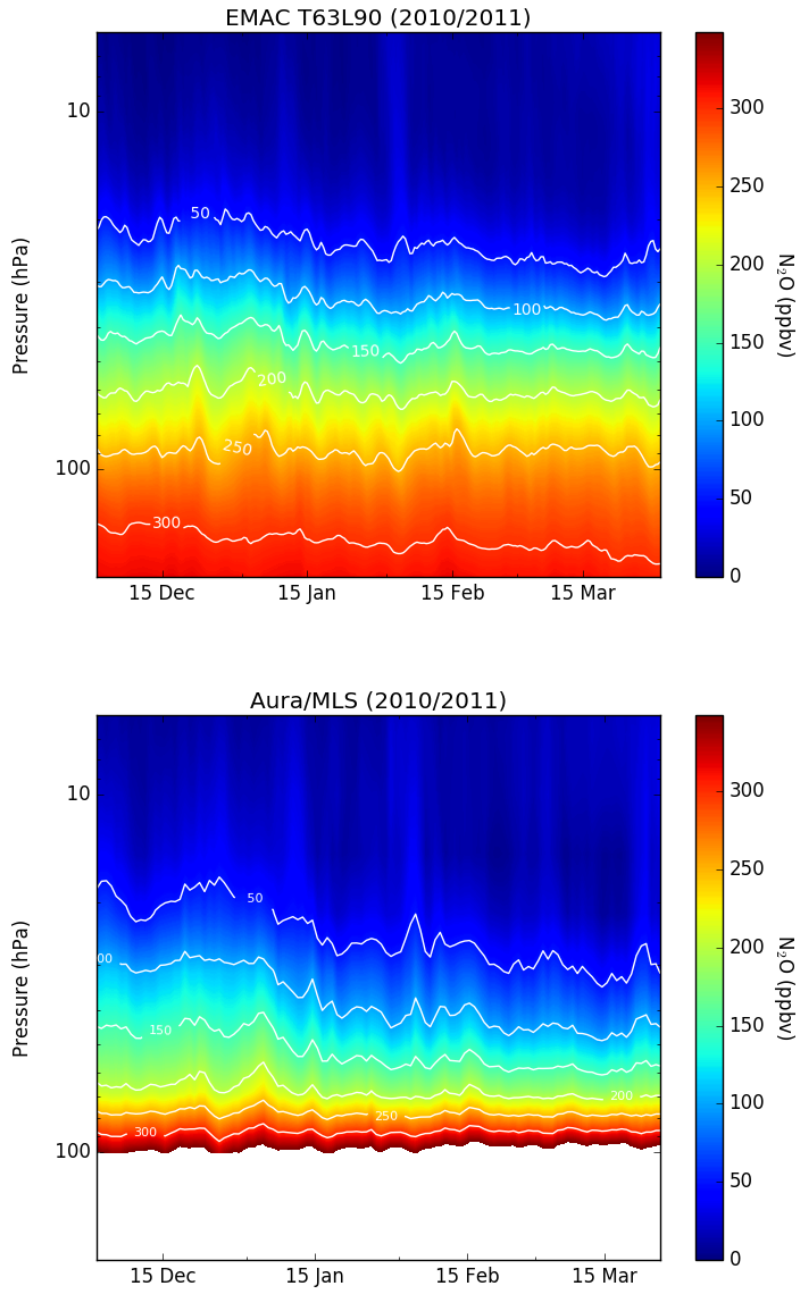 EMAC T63L90 (2010/2011)
10
100
Pressure (hPa)
50
100
150
200
250
300
15 Dec
15 Jan
15 Feb
15 Mar
300
250
200
150
100
50
0
N₂O (ppbv)
Aura/MLS (2010/2011)
10
100
Pressure (hPa)
50
00
150
200
250
300
15 Dec
15 Jan
15 Feb
15 Mar
300
250
200
150
100
50
0
N₂O (ppbv)